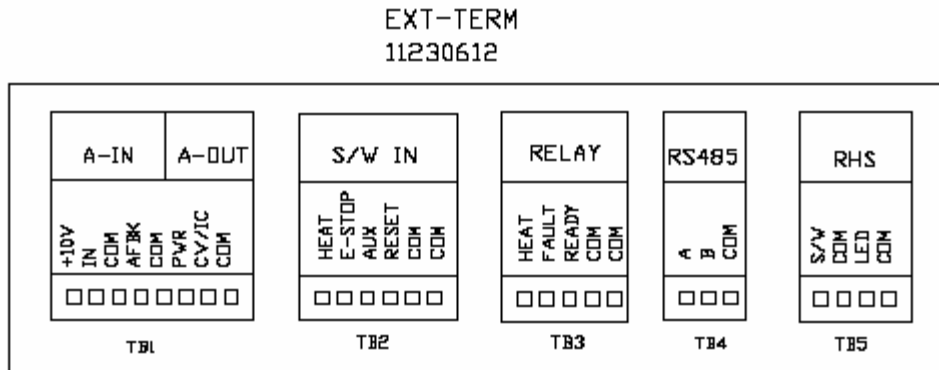 EXT-TERM
11230612
A-IN
A-OUT
+10V
IN
COM
AFBK
COM
PWR
CV/IC
COM
TB1
S/W IN
HEAT
E-STOP
AUX
RESET
COM
COM
TB2
RELAY
HEAT
FAULT
READY
COM
COM
TB3
RS485
A
B
COM
TB4
RHS
S/W
COM
LED
COM
TB5